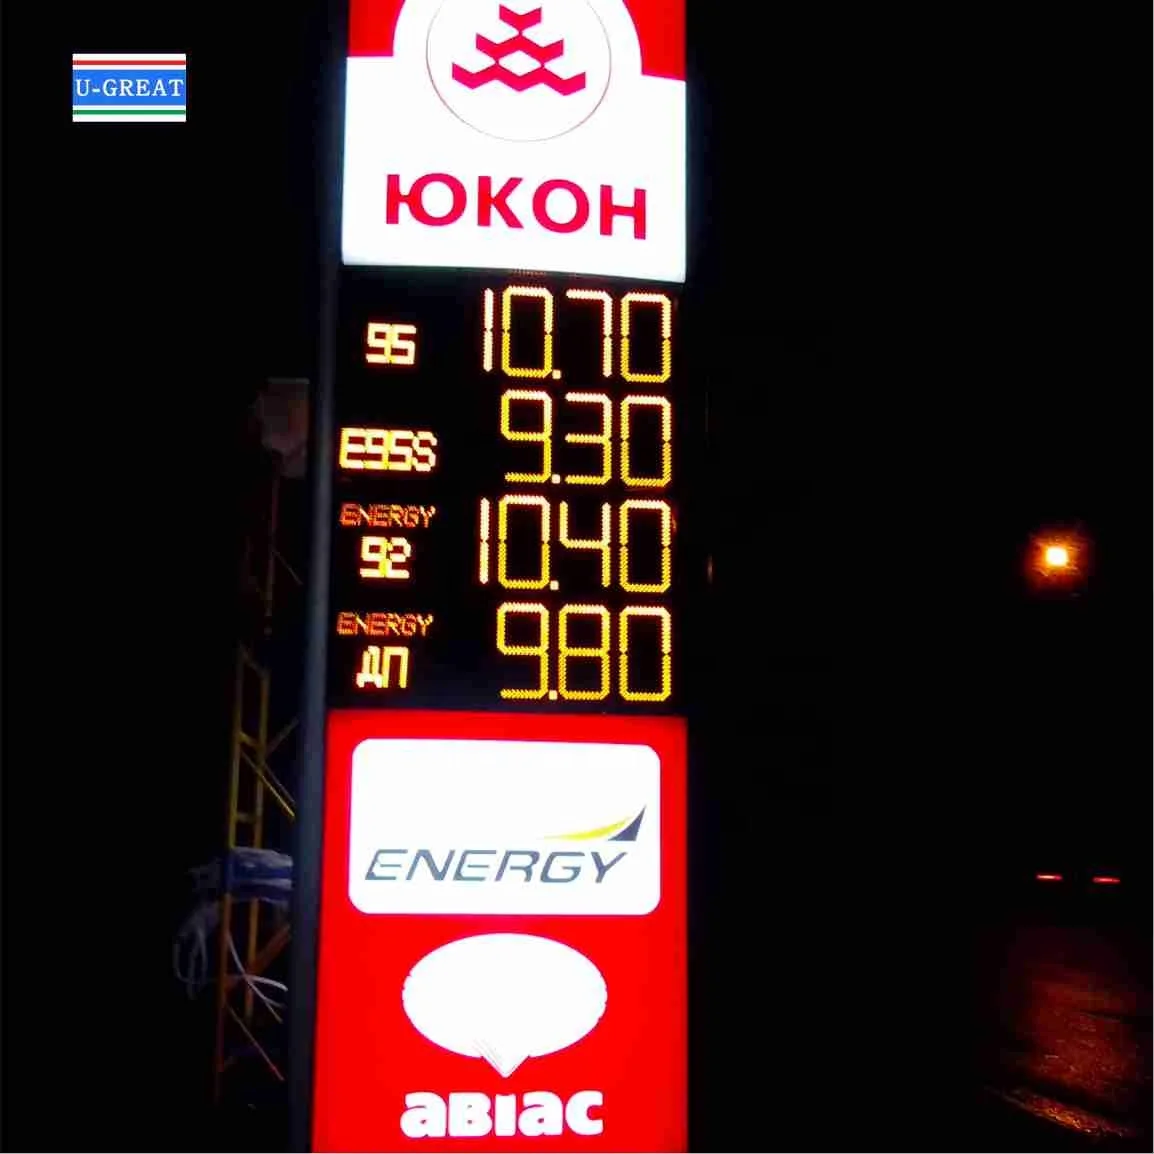 U-GREAT
ЮКОН
95 10.70
E95S 9.30
ENERGY
92 10.40
ENERGY
ДП 9.80
ENERGY
авіас